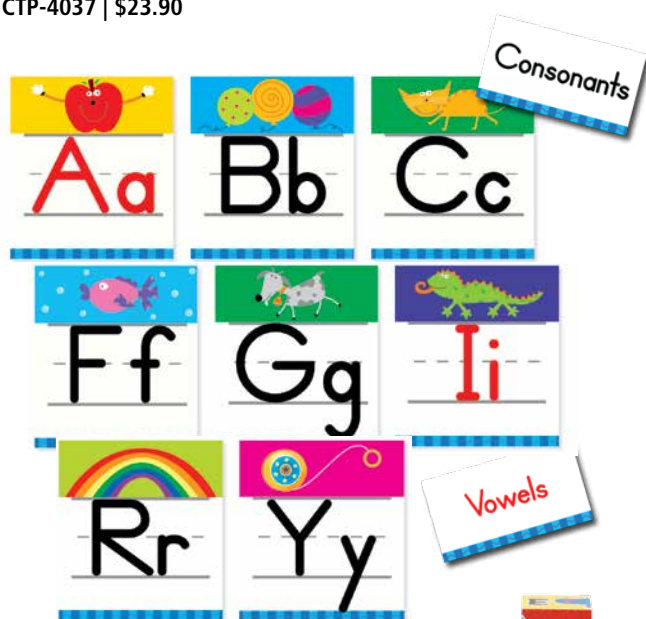 CTP-4037 | $23.90
Consonants
Aa
Bb
Cc
Ff
Gg
Ii
Rr
Yy
Vowels